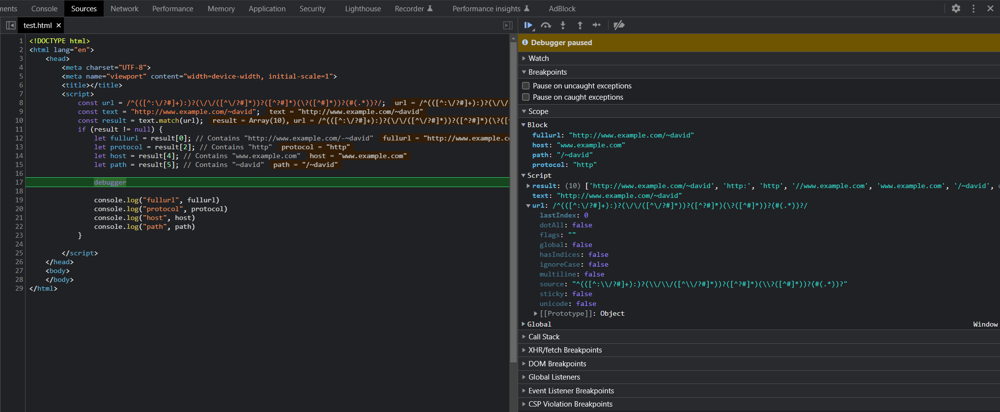 ments Console Sources Network Performance Memory Application Security Lighthouse Recorder Performance insights AdBlock
test.html ×
1 <!DOCTYPE html>
2 <html lang="en">
3 <head>
4 <meta charset="UTF-8">
5 <meta name="viewport" content="width=device-width, initial-scale=1">
6 <title></title>
7 <script>
8 const url = /^(([^:\/?#]+):)?(\/\/([^\/?#]*))?([^?#]*)(\?([^#]*))?(#(.*))?/; url = /^(([^:\/?#]+):)?(\/\/
9 const text = "http://www.example.com/~david"; text = "http://www.example.com/~david"
10 const result = text.match(url); result = Array(10), url = /^(([^:\/?#]+):)?(\/\/([^\/?#]*))?([^?#]*)(\?([
11 if (result != null) {
12 let fullurl = result[0]; // Contains "http://www.example.com/-~david" fullurl = "http://www.example.c
13 let protocol = result[2]; // Contains "http" protocol = "http"
14 let host = result[4]; // Contains "www.example.com" host = "www.example.com"
15 let path = result[5]; // Contains "~david" path = "/~david"
16
17 debugger
18
19 console.log("fullurl", fullurl)
20 console.log("protocol", protocol)
21 console.log("host", host)
22 console.log("path", path)
23 }
24
25 </script>
26 </head>
27 <body>
28 </body>
29 </html>
Debugger paused
Watch
Breakpoints
Pause on uncaught exceptions
Pause on caught exceptions
Scope
Block
fullurl: "http://www.example.com/~david"
host: "www.example.com"
path: "/~david"
protocol: "http"
Script
result: (10) ['http://www.example.com/~david', 'http:', 'http', '//www.example.com', 'www.example.com', '/~david',
text: "http://www.example.com/~david"
url: /^(([^:\/?#]+):)?(\/\/([^\/?#]*))?([^?#]*)(\?([^#]*))?(#(.*))?/
lastIndex: 0
dotAll: false
flags: ""
global: false
hasIndices: false
ignoreCase: false
multiline: false
source: "^(([^:\\/?#]+):)?(\\/\\/([^\\/?#]*))?([^?#]*)(\\?([^#]*))?(#(.*))?"
sticky: false
unicode: false
[[Prototype]]: Object
Global Window
Call Stack
XHR/fetch Breakpoints
DOM Breakpoints
Global Listeners
Event Listener Breakpoints
CSP Violation Breakpoints